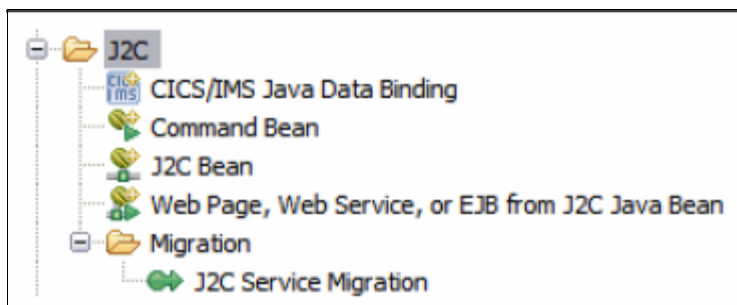 J2C
CICS/IMS Java Data Binding
Command Bean
J2C Bean
Web Page, Web Service, or EJB from J2C Java Bean
Migration
J2C Service Migration